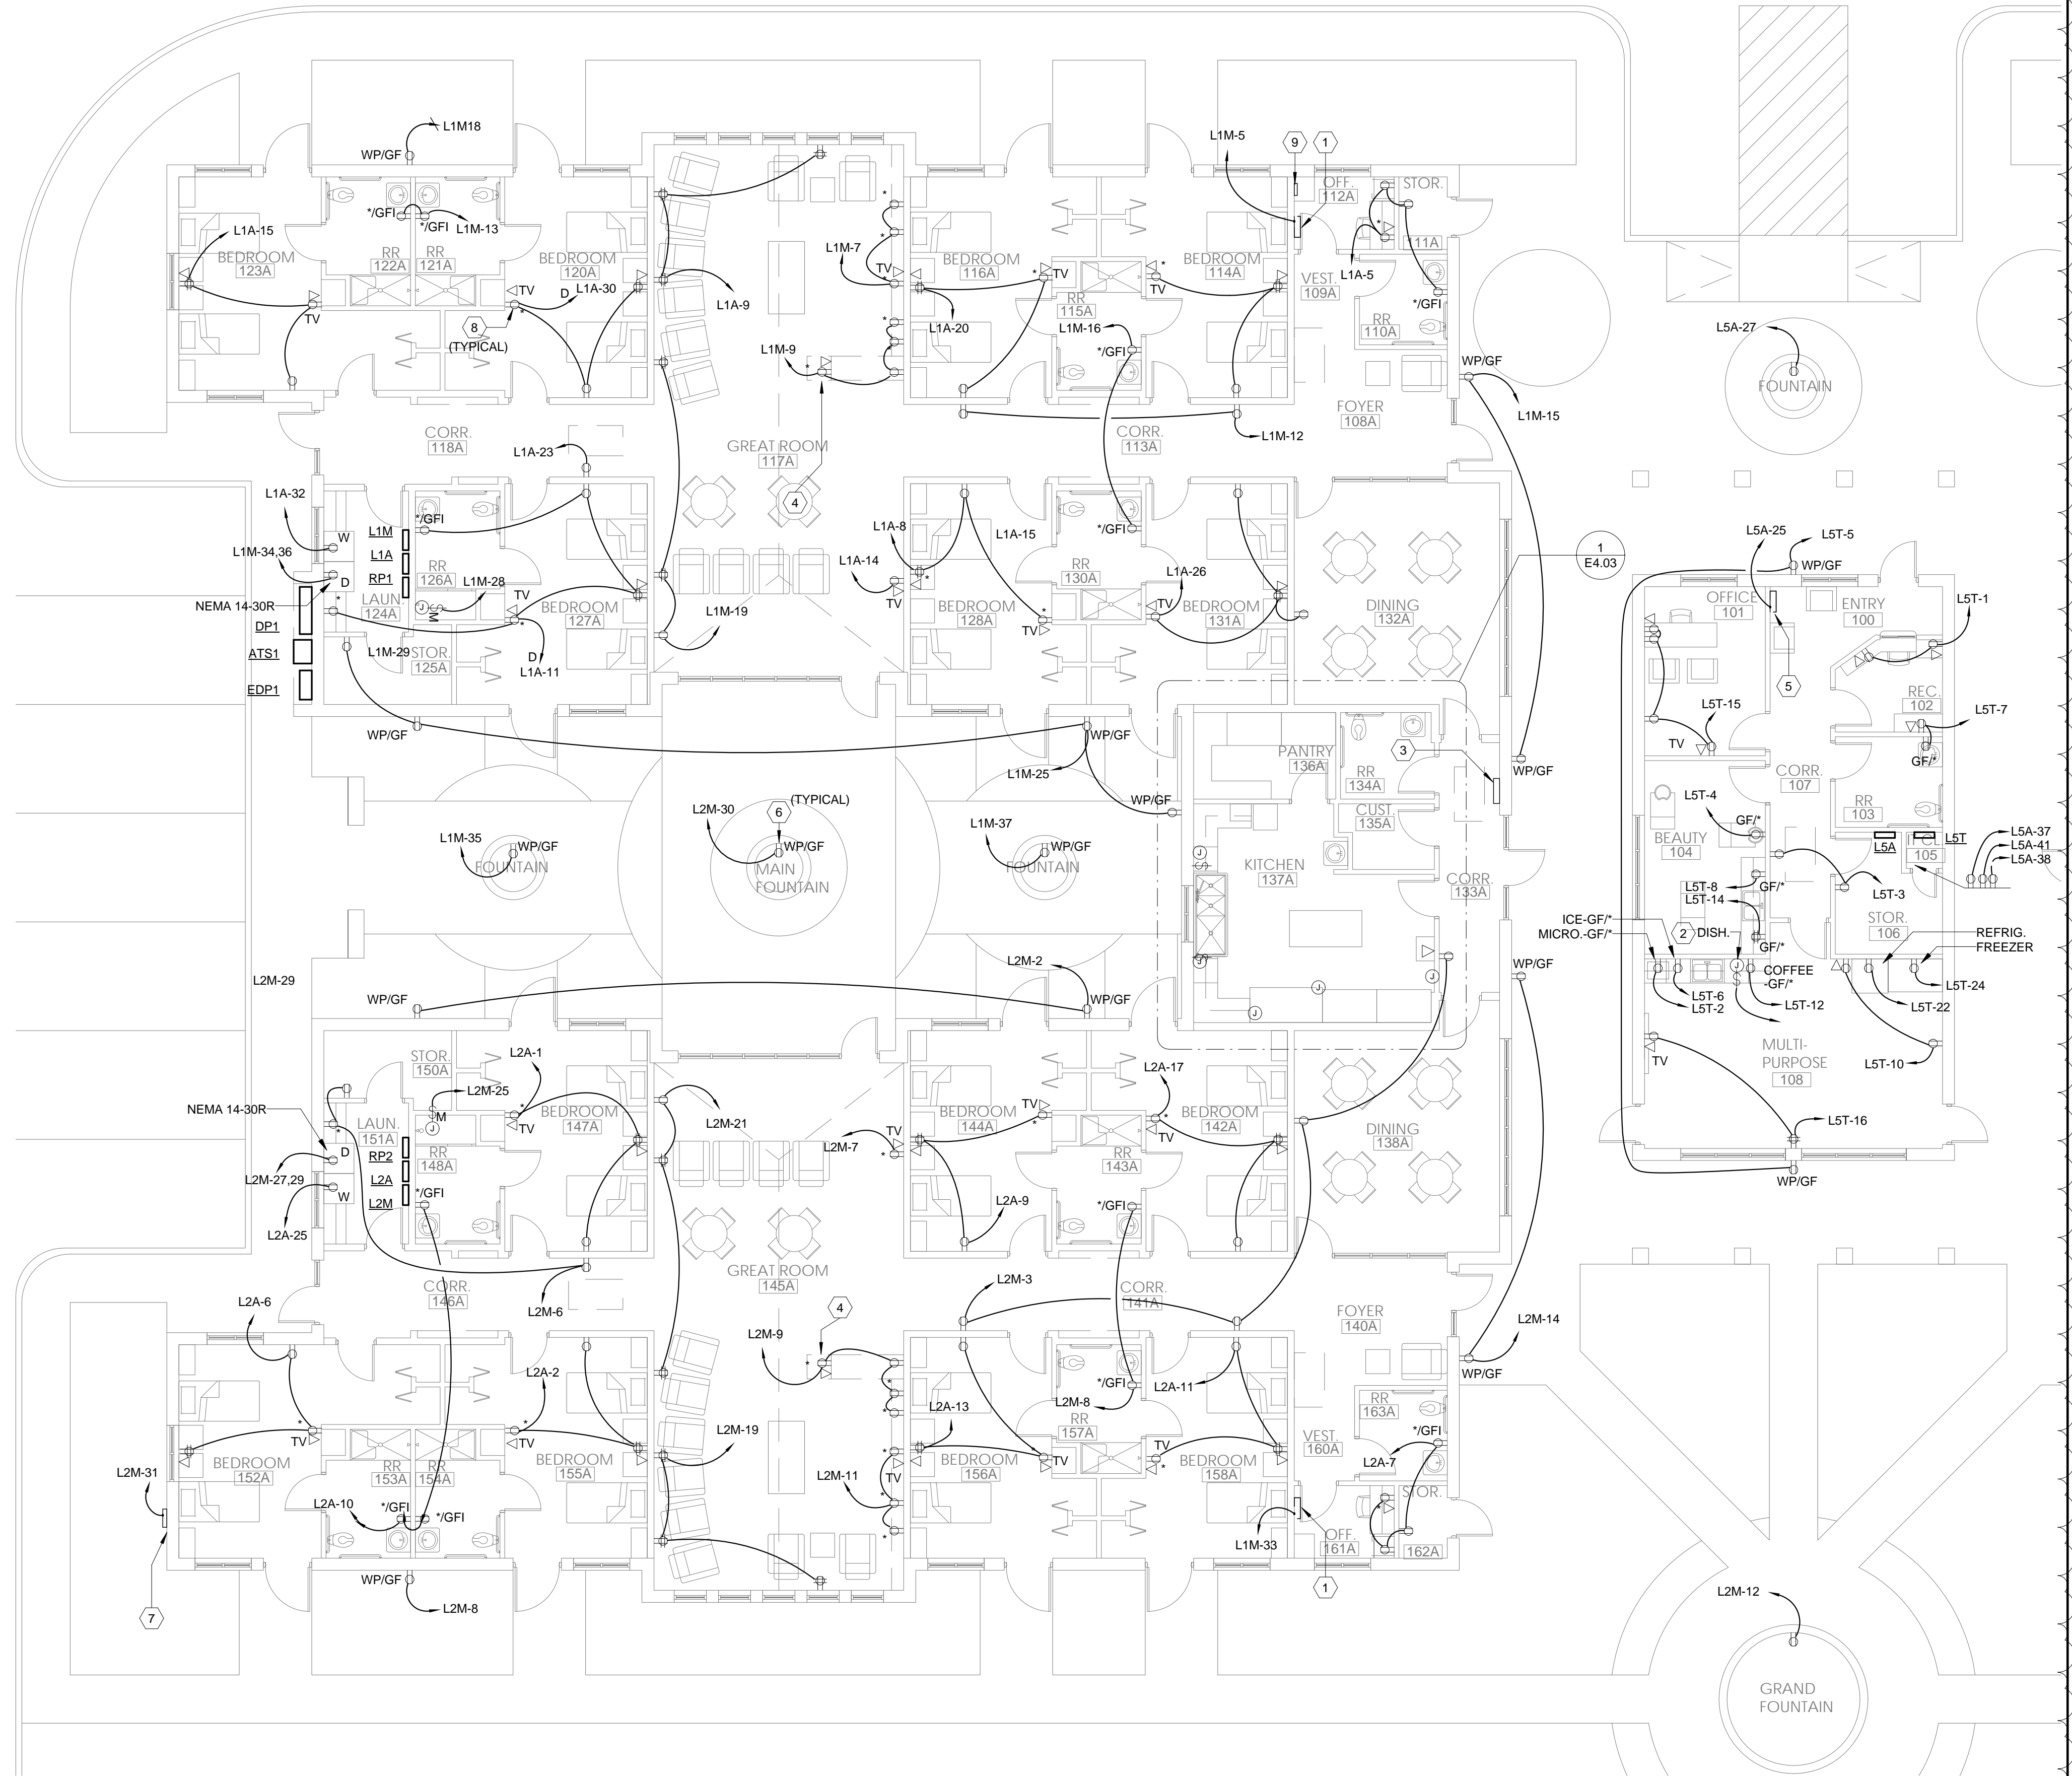 L1M18
WP/GF
L1M-5
9
1
OFF.
112A
STOR.
111A
*/GFI
*/GFI
L1M-13
L1A-15
BEDROOM
123A
RR
122A
RR
121A
BEDROOM
120A
TV
D
L1A-30
TV
8
(TYPICAL)
L1A-9
L1M-7
TV
BEDROOM
116A
TV
TV
BEDROOM
114A
VEST.
109A
L1A-5
*/GFI
RR
115A
RR
110A
L1A-20
L1M-16
*/GFI
L1M-9
L5A-27
FOUNTAIN
WP/GF
L1M-15
FOYER
108A
L1M-12
CORR.
118A
L1A-23
GREAT ROOM
117A
CORR.
113A
4
L1A-32
W
L1M
*/GFI
L1M-34,36
L1A
RP1
D
RR
126A
L1M-28
NEMA 14-30R
LAUN.
124A
J
SM
DP1
ATS1
EDP1
L1M-29
STOR.
125A
TV
D
L1A-11
BEDROOM
127A
L1M-19
L1A-8
L1A-15
*/GFI
L1A-14
TV
RR
130A
L1A-26
TV
BEDROOM
128A
TV
BEDROOM
131A
DINING
132A
1
E4.03
L5A-25
L5T-5
WP/GF
OFFICE
101
ENTRY
100
L5T-1
5
REC.
102
L5T-7
L5T-15
TV
GF/*
CORR.
107
WP/GF
WP/GF
L1M-25
WP/GF
PANTRY
136A
RR
134A
3
WP/GF
CUST.
135A
L2M-30
6
(TYPICAL)
WP/GF
MAIN
FOUNTAIN
L1M-35
WP/GF
FOUNTAIN
L1M-37
WP/GF
FOUNTAIN
KITCHEN
137A
J
S
J
J
J
J
CORR.
133A
L5T-4
GF/*
BEAUTY
104
RR
103
L5A
105
L5T
L5A-37
L5A-41
L5A-38
L5T-8
GF/*
L5T-14
GF/*
L5T-3
STOR.
106
REFRIG.
FREEZER
ICE-GF/*
MICRO.-GF/*
2
DISH.
J
S
COFFEE
-GF/*
L5T-6
L5T-2
L5T-12
L5T-22
L5T-24
TV
MULTI-
PURPOSE
108
L5T-10
L5T-16
WP/GF
L2M-29
L2M-2
WP/GF
WP/GF
WP/GF
STOR.
150A
L2A-1
L2M-25
S
M
J
TV
BEDROOM
147A
NEMA 14-30R
LAUN.
151A
D
RP2
RR
148A
L2M-27,29
L2A
W
L2M
*/GFI
L2A-25
L2M-21
L2M-7
TV
TV
BEDROOM
144A
L2A-17
TV
BEDROOM
142A
RR
143A
DINING
138A
L2A-9
*/GFI
GREAT ROOM
145A
CORR.
146A
L2M-6
L2A-6
L2M-3
CORR.
141A
FOYER
140A
L2M-14
WP/GF
4
L2M-9
TV
L2A-2
TV
BEDROOM
152A
RR
153A
RR
154A
BEDROOM
155A
L2M-19
L2A-13
L2M-11
TV
*/GFI
L2M-8
L2A-11
RR
157A
TV
BEDROOM
156A
TV
BEDROOM
158A
RR
163A
*/GFI
VEST.
160A
L2A-7
STOR.
162A
L2M-31
7
L2A-10
*/GFI
*/GFI
L1M-33
OFF.
161A
1
WP/GF
L2M-8
L2M-12
GRAND
FOUNTAIN